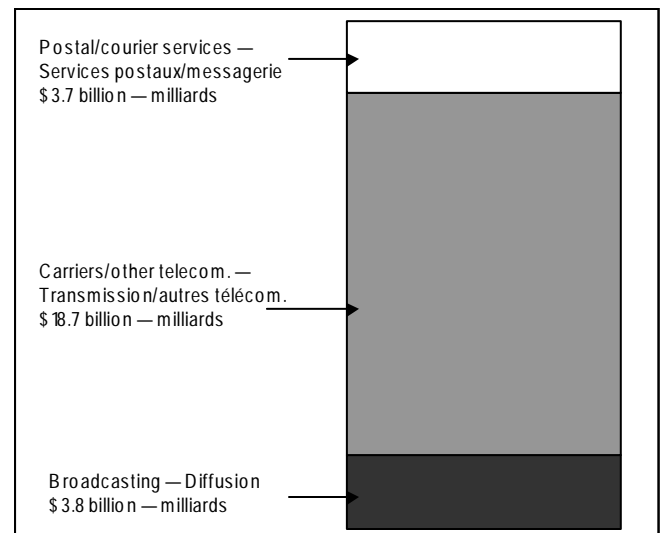 Postal/courier services —
Services postaux/messagerie
$3.7 billion — milliards
Carriers/other telecom. —
Transmission/autres télécom.
$18.7 billion — milliards
Broadcasting — Diffusion
$3.8 billion — milliards